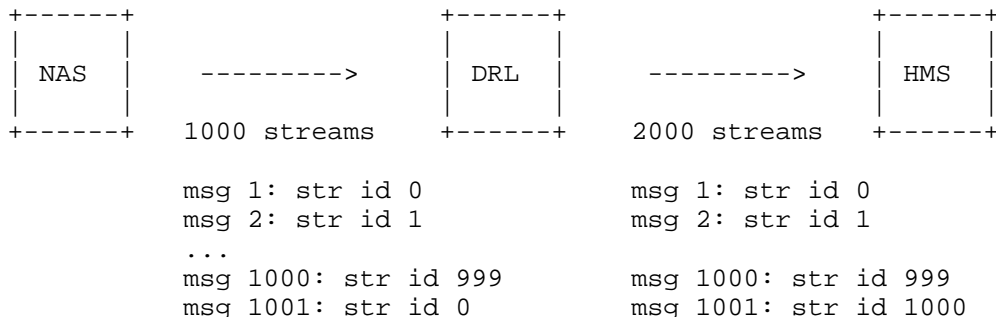 +------+                    +------+                    +------+
|      |                    |      |                    |      |
| NAS  |    --------->      | DRL  |    --------->      | HMS  |
|      |                    |      |                    |      |
+------+   1000 streams     +------+   2000 streams     +------+
msg 1: str id 0             msg 1: str id 0
msg 2: str id 1             msg 2: str id 1
...
msg 1000: str id 999        msg 1000: str id 999
msg 1001: str id 0          msg 1001: str id 1000